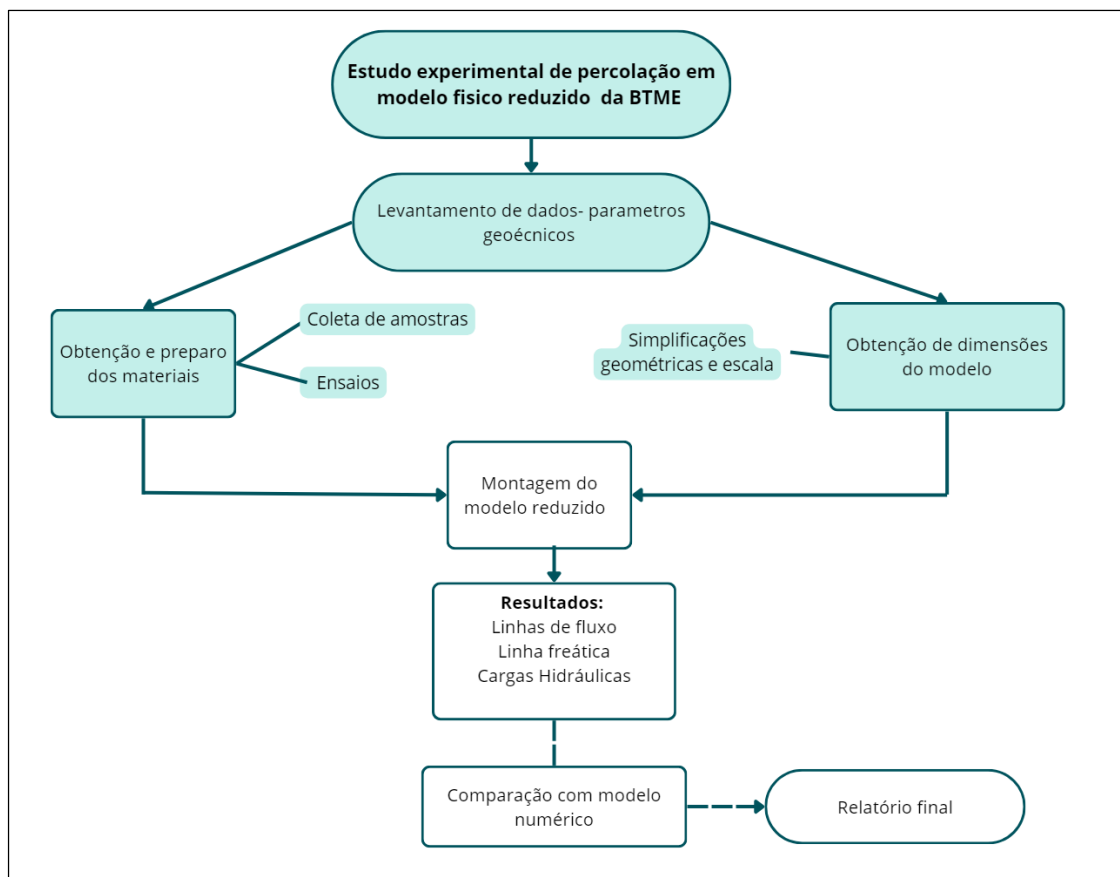 Estudo experimental de percolação em
modelo fisico reduzido da BTME
Levantamento de dados- parametros
geoécnicos
Obtenção e preparo
dos materiais
Coleta de amostras
Ensaios
Simplificações
geométricas e escala
Obtenção de dimensões
do modelo
Montagem do
modelo reduzido
Resultados:
Linhas de fluxo
Linha freática
Cargas Hidráulicas
Comparação com modelo
numérico
Relatório final